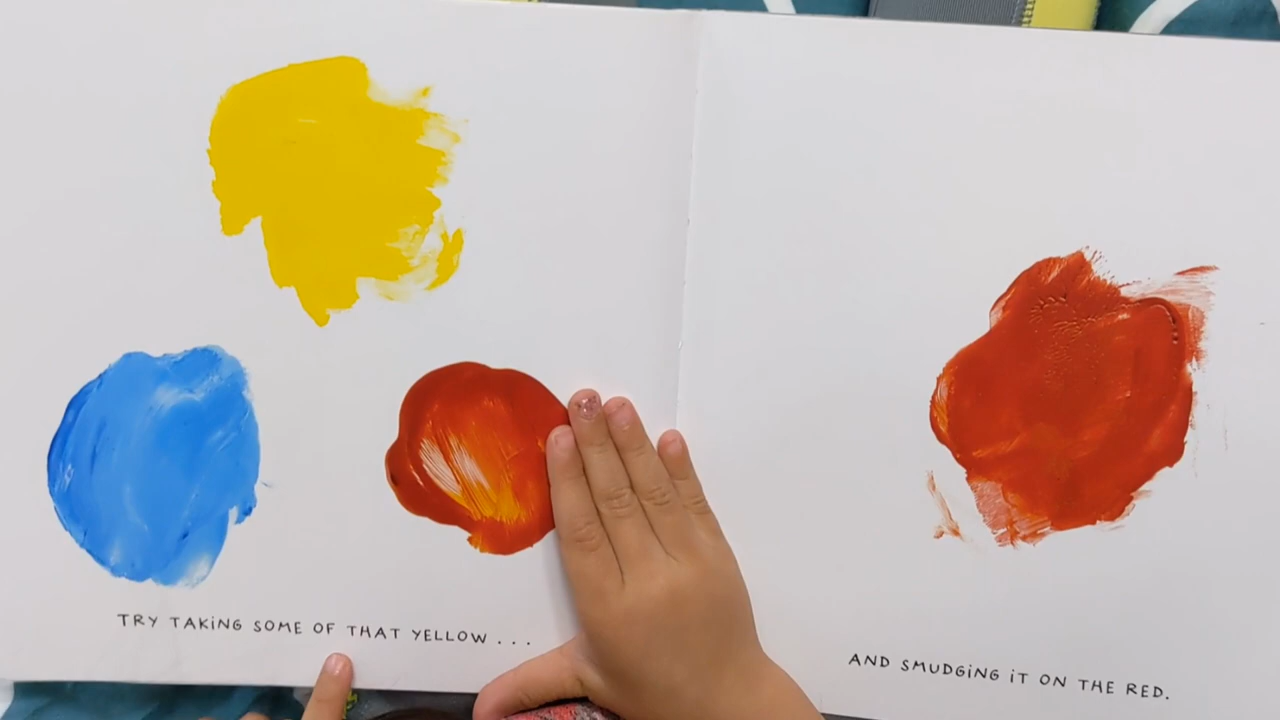 TRY TAKiNG SOME OF THAT YELLOW . . .
AND SMUDGiNG iT ON THE RED.